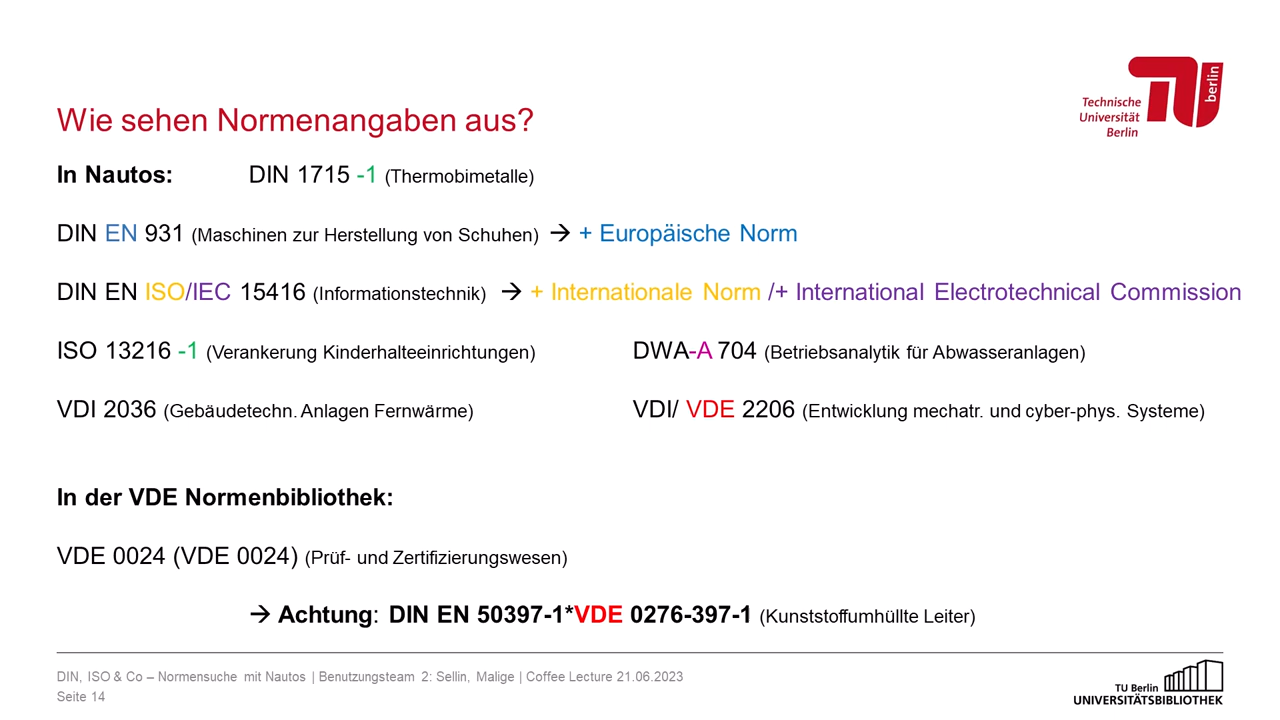 Technische
Universität
Berlin
berlin
Wie sehen Normenangaben aus?
In Nautos: DIN 1715 -1 (Thermobimetalle)
DIN EN 931 (Maschinen zur Herstellung von Schuhen) → + Europäische Norm
DIN EN ISO/IEC 15416 (Informationstechnik) → + Internationale Norm /+ International Electrotechnical Commission
ISO 13216 -1 (Verankerung Kinderhalteeinrichtungen) DWA-A 704 (Betriebsanalytik für Abwasseranlagen)
VDI 2036 (Gebäudetechn. Anlagen Fernwärme) VDI/ VDE 2206 (Entwicklung mechatr. und cyber-phys. Systeme)
In der VDE Normenbibliothek:
VDE 0024 (VDE 0024) (Prüf- und Zertifizierungswesen)
→ Achtung: DIN EN 50397-1*VDE 0276-397-1 (Kunststoffumhüllte Leiter)
DIN, ISO & Co – Normensuche mit Nautos | Benutzungsteam 2: Sellin, Malige | Coffee Lecture 21.06.2023
Seite 14
TU Berlin
UNIVERSITÄTSBIBLIOTHEK